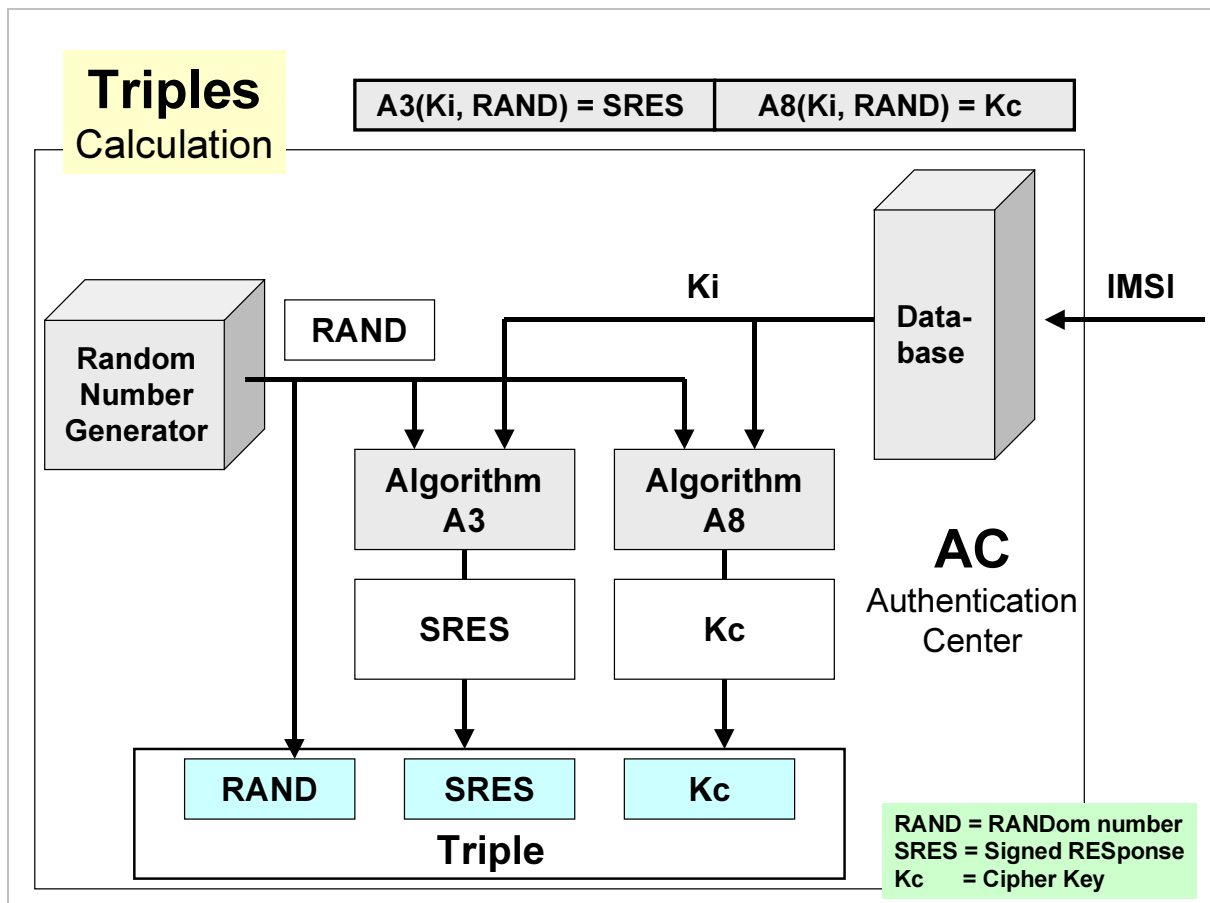 Triples
Calculation
A3(Ki, RAND) = SRES
A8(Ki, RAND) = Kc
Ki
IMSI
Data-
base
RAND
Random
Number
Generator
Algorithm
A3
Algorithm
A8
AC
Authentication
Center
SRES
Kc
RAND
SRES
Kc
Triple
RAND = RANDom number
SRES = Signed RESponse
Kc = Cipher Key